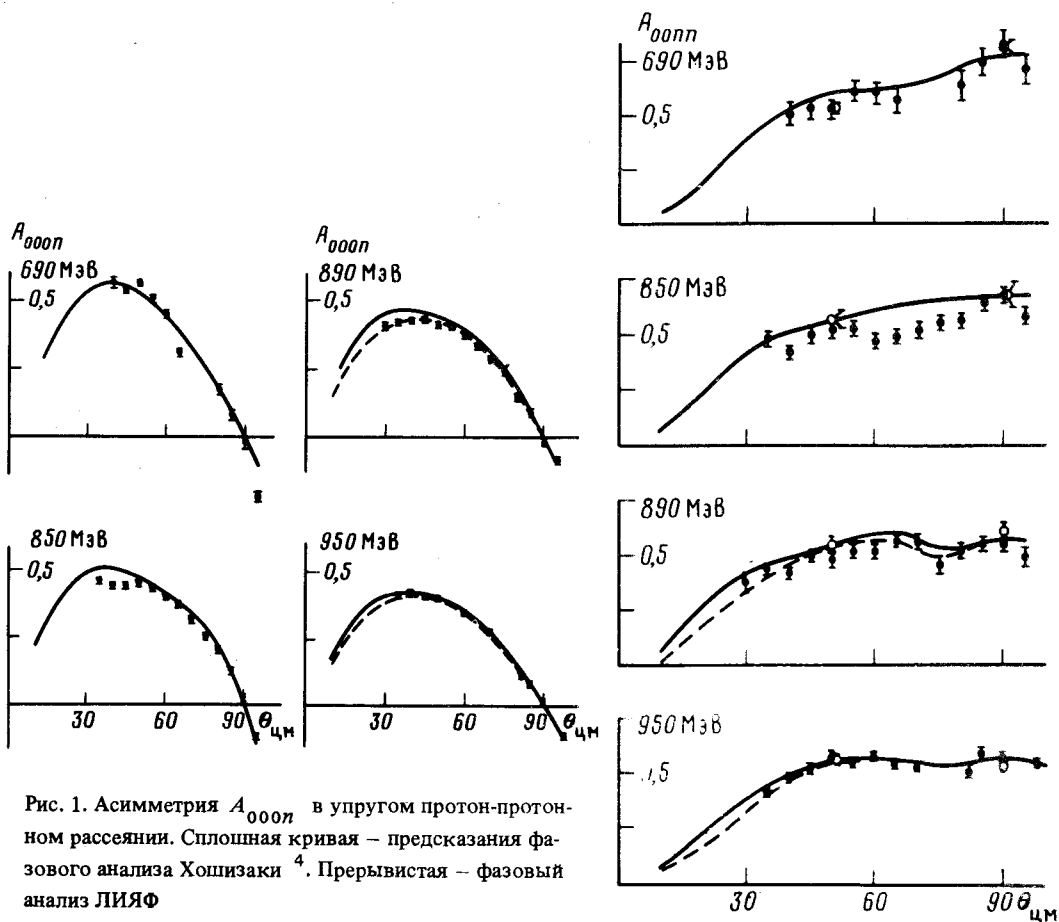 A₀₀₀ₙ
690 МэВ
0,5
A₀₀₀ₙ
890 МэВ
0,5
850 МэВ
0,5
30 60 90 θцм
950 МэВ
0,5
30 60 90 θцм
A₀₀ₙₙ
690 МэВ
0,5
850 МэВ
0,5
890 МэВ
0,5
950 МэВ
,5
30 60 90 θцм
Рис. 1. Асимметрия A₀₀₀ₙ в упругом протон-протон-
ном рассеянии. Сплошная кривая – предсказания фа-
зового анализа Хошизаки ⁴. Прерывистая – фазовый
анализ ЛИЯФ